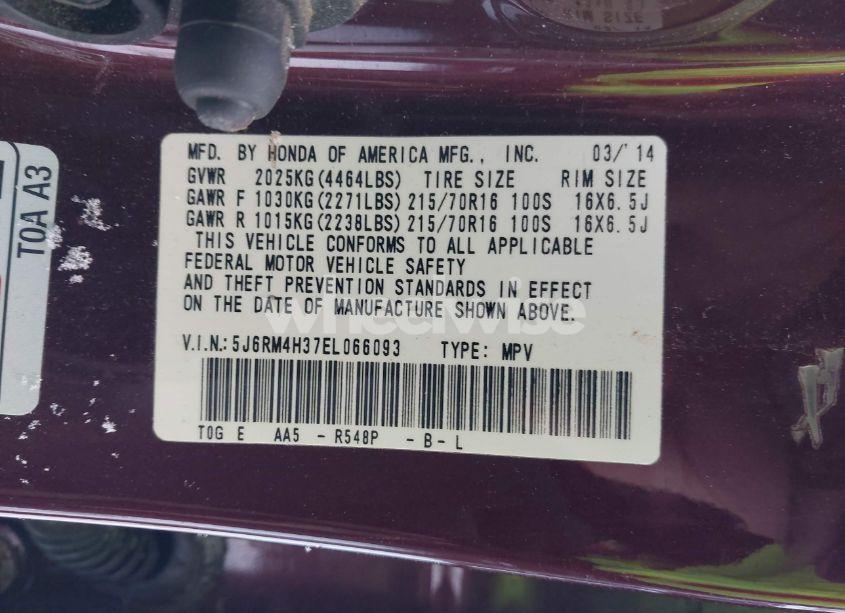 MFD. BY HONDA OF AMERICA MFG., INC. 03/'14
GVWR 2025KG(4464LBS) TIRE SIZE RIM SIZE
GAWR F 1030KG(2271LBS) 215/70R16 100S 16X6.5J
GAWR R 1015KG(2238LBS) 215/70R16 100S 16X6.5J
THIS VEHICLE CONFORMS TO ALL APPLICABLE
FEDERAL MOTOR VEHICLE SAFETY
AND THEFT PREVENTION STANDARDS IN EFFECT
ON THE DATE OF MANUFACTURE SHOWN ABOVE.
wheelwise
V.I.N.:5J6RM4H37EL066093 TYPE: MPV
TOG E AA5 - R548P - B - L
TOA A3